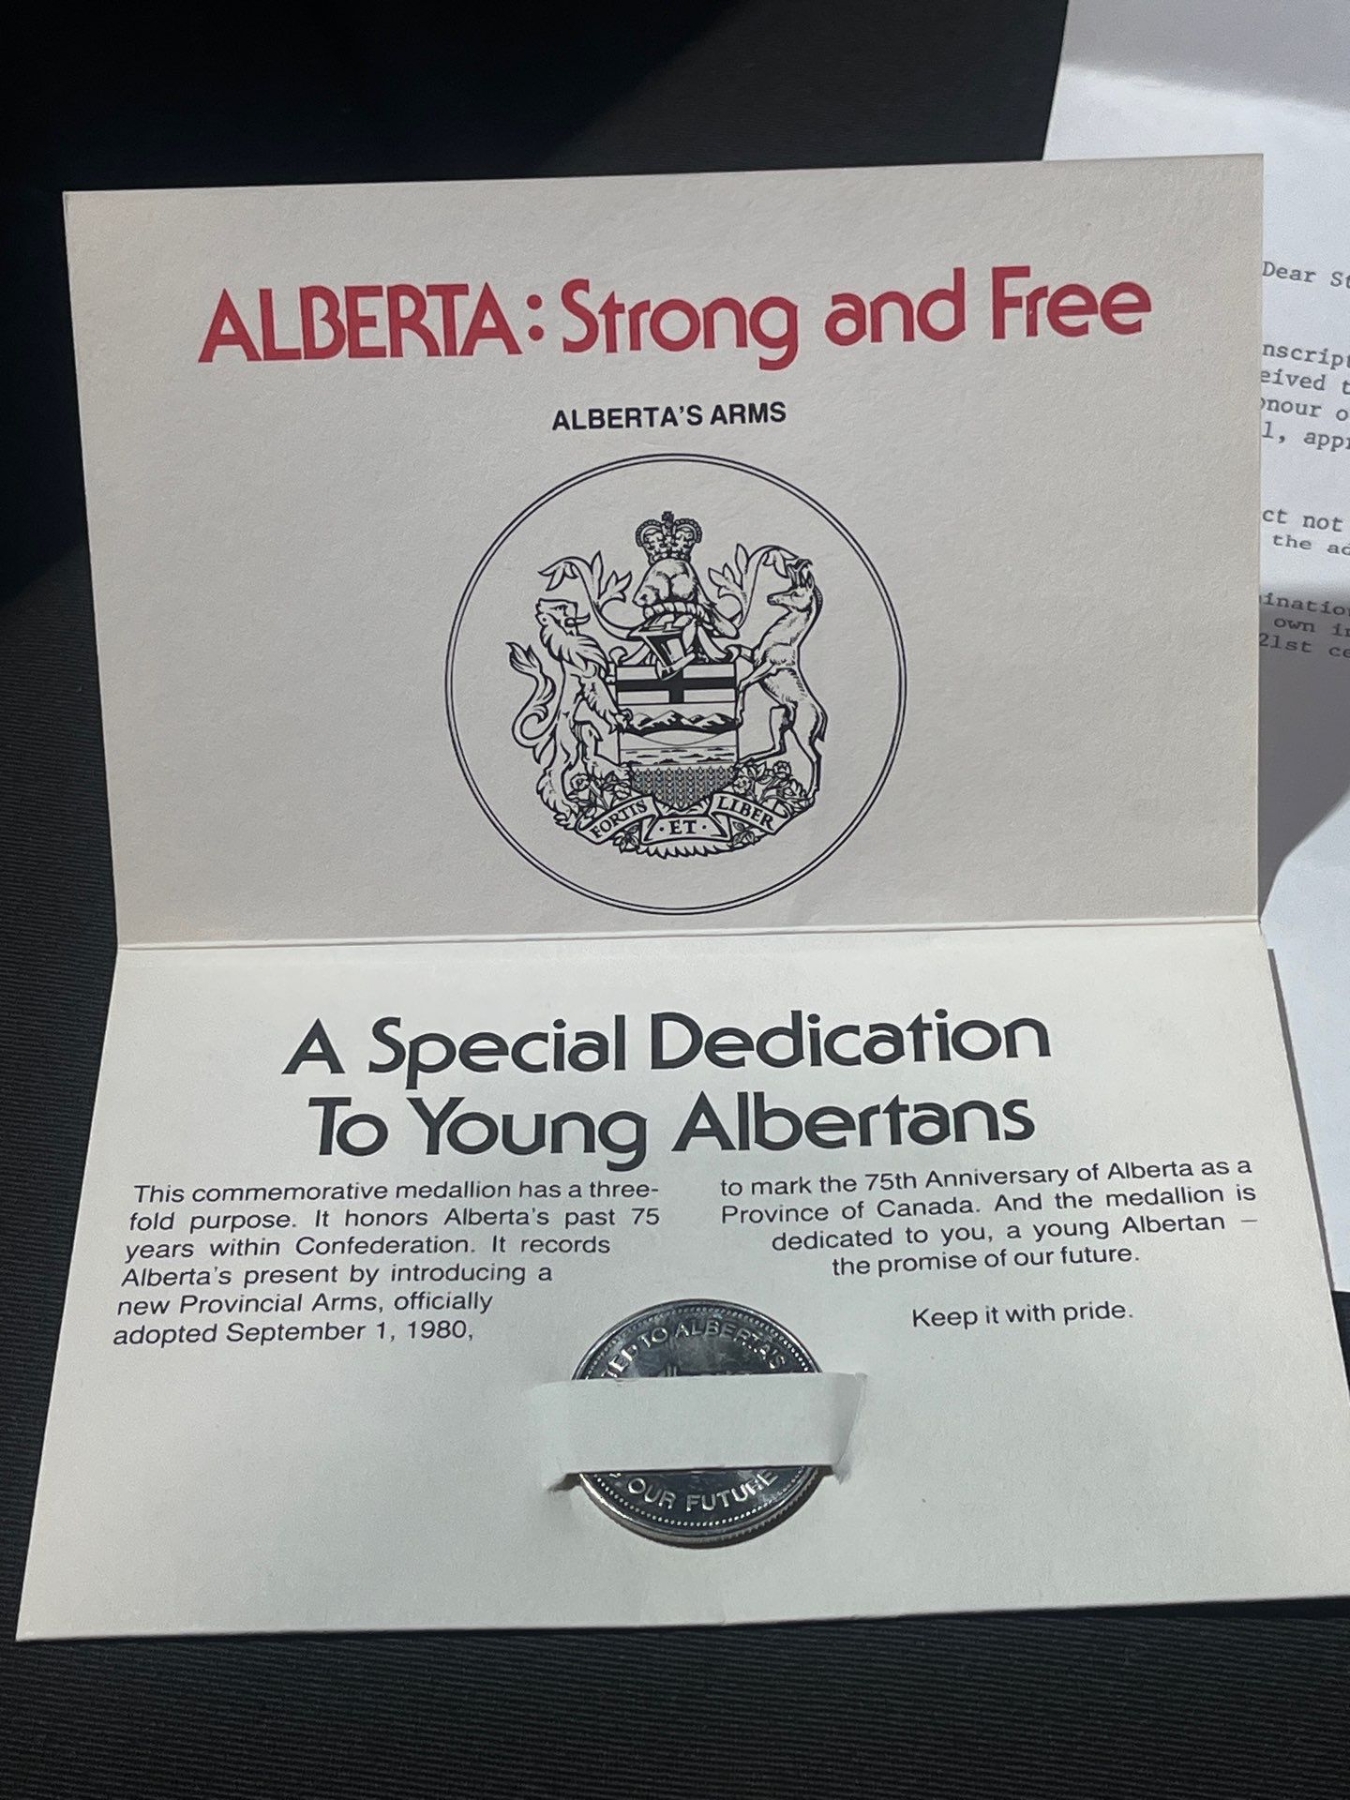 ALBERTA: Strong and Free
ALBERTA'S ARMS
FORTIS ET LIBER
A Special Dedication
To Young Albertans
This commemorative medallion has a three-
fold purpose. It honors Alberta's past 75
years within Confederation. It records
Alberta's present by introducing a
new Provincial Arms, officially
adopted September 1, 1980,
to mark the 75th Anniversary of Alberta as a
Province of Canada. And the medallion is
dedicated to you, a young Albertan —
the promise of our future.
Keep it with pride.
TO ALBERTA'S
OUR FUTURE
Dear
not
the
own
21st